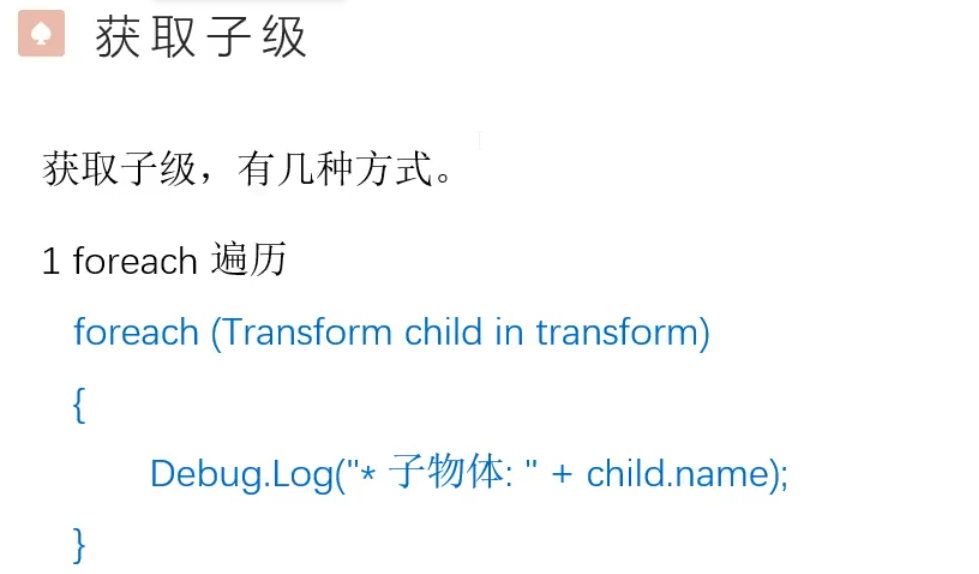 获取子级
获取子级，有几种方式。
1 foreach 遍历
foreach (Transform child in transform)
{
Debug.Log("* 子物体: " + child.name);
}